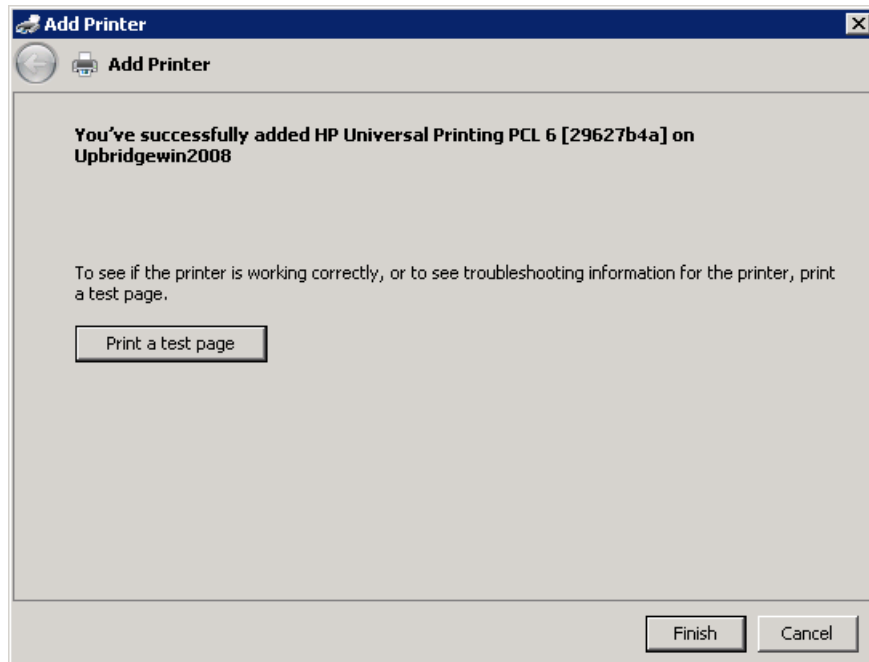 Add Printer
Add Printer
You've successfully added HP Universal Printing PCL 6 [29627b4a] on
Upbridgewin2008
To see if the printer is working correctly, or to see troubleshooting information for the printer, print
a test page.
Print a test page
Finish
Cancel